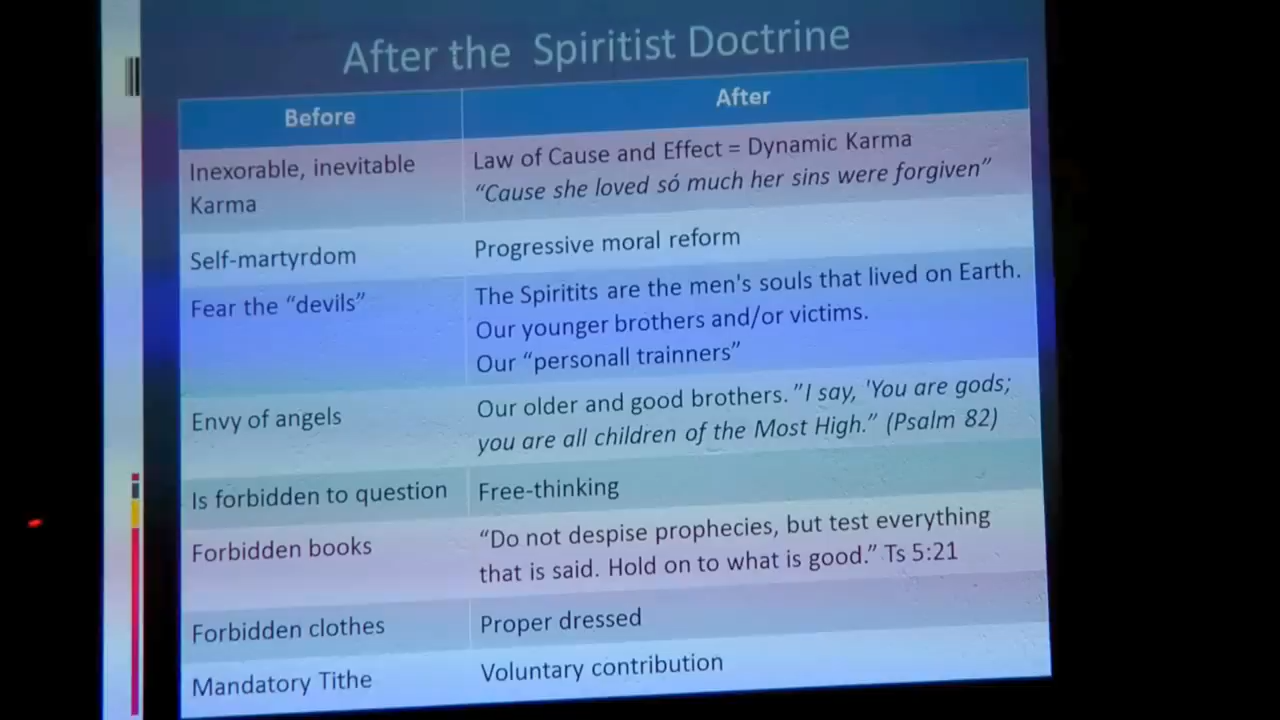 After the Spiritist Doctrine
Before
After
Inexorable, inevitable
Karma
Law of Cause and Effect = Dynamic Karma
“Cause she loved só much her sins were forgiven”
Self-martyrdom
Progressive moral reform
Fear the “devils”
The Spiritits are the men's souls that lived on Earth.
Our younger brothers and/or victims.
Our “personall trainners”
Envy of angels
Our older and good brothers. ”I say, 'You are gods;
you are all children of the Most High.” (Psalm 82)
Is forbidden to question
Free-thinking
Forbidden books
“Do not despise prophecies, but test everything
that is said. Hold on to what is good.” Ts 5:21
Forbidden clothes
Proper dressed
Mandatory Tithe
Voluntary contribution